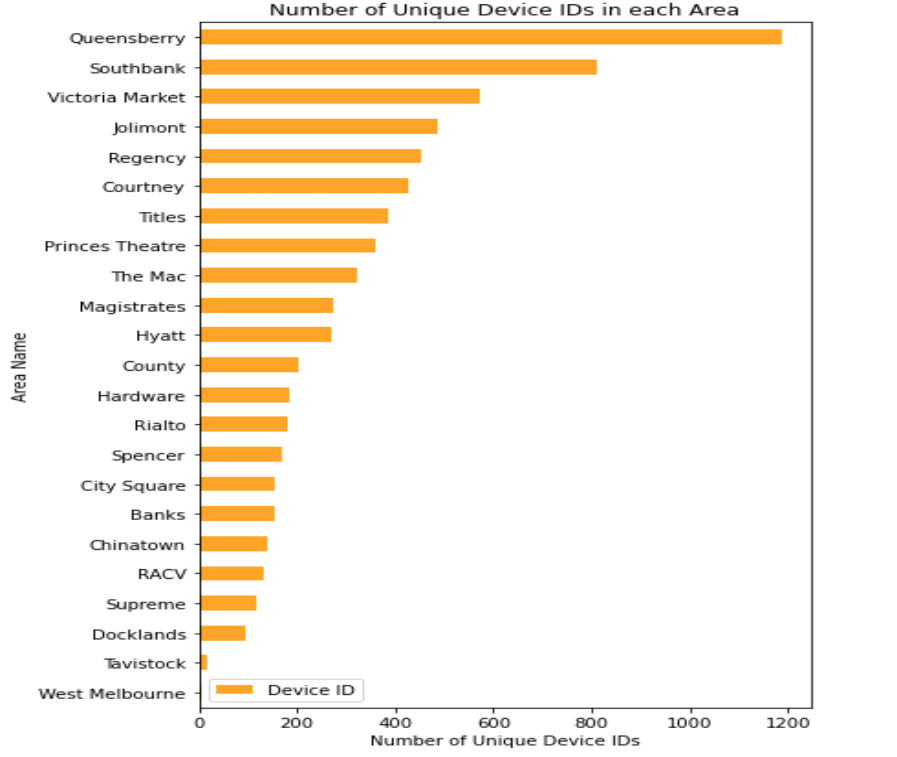 Number of Unique Device IDs in each Area
Queensberry
Southbank
Victoria Market
Jolimont
Regency
Courtney
Titles
Princes Theatre
The Mac
Magistrates
Hyatt
County
Hardware
Rialto
Spencer
City Square
Banks
Chinatown
RACV
Supreme
Docklands
Tavistock
West Melbourne
Area Name
Device ID
0 200 400 600 800 1000 1200
Number of Unique Device IDs